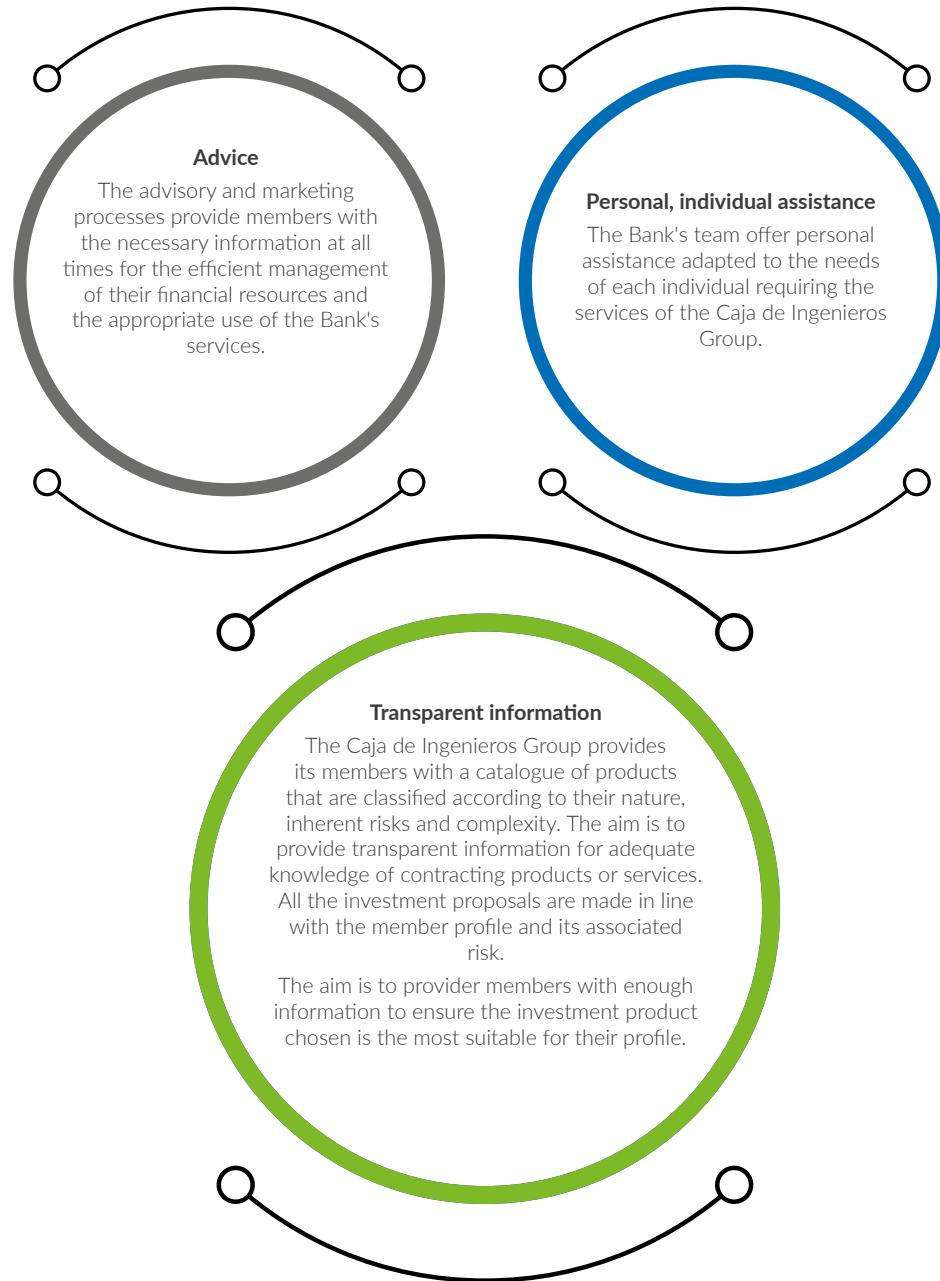 Advice
The advisory and marketing
processes provide members with
the necessary information at all
times for the efficient management
of their financial resources and
the appropriate use of the Bank's
services.
Personal, individual assistance
The Bank's team offer personal
assistance adapted to the needs
of each individual requiring the
services of the Caja de Ingenieros
Group.
Transparent information
The Caja de Ingenieros Group provides
its members with a catalogue of products
that are classified according to their nature,
inherent risks and complexity. The aim is to
provide transparent information for adequate
knowledge of contracting products or services.
All the investment proposals are made in line
with the member profile and its associated
risk.
The aim is to provider members with enough
information to ensure the investment product
chosen is the most suitable for their profile.